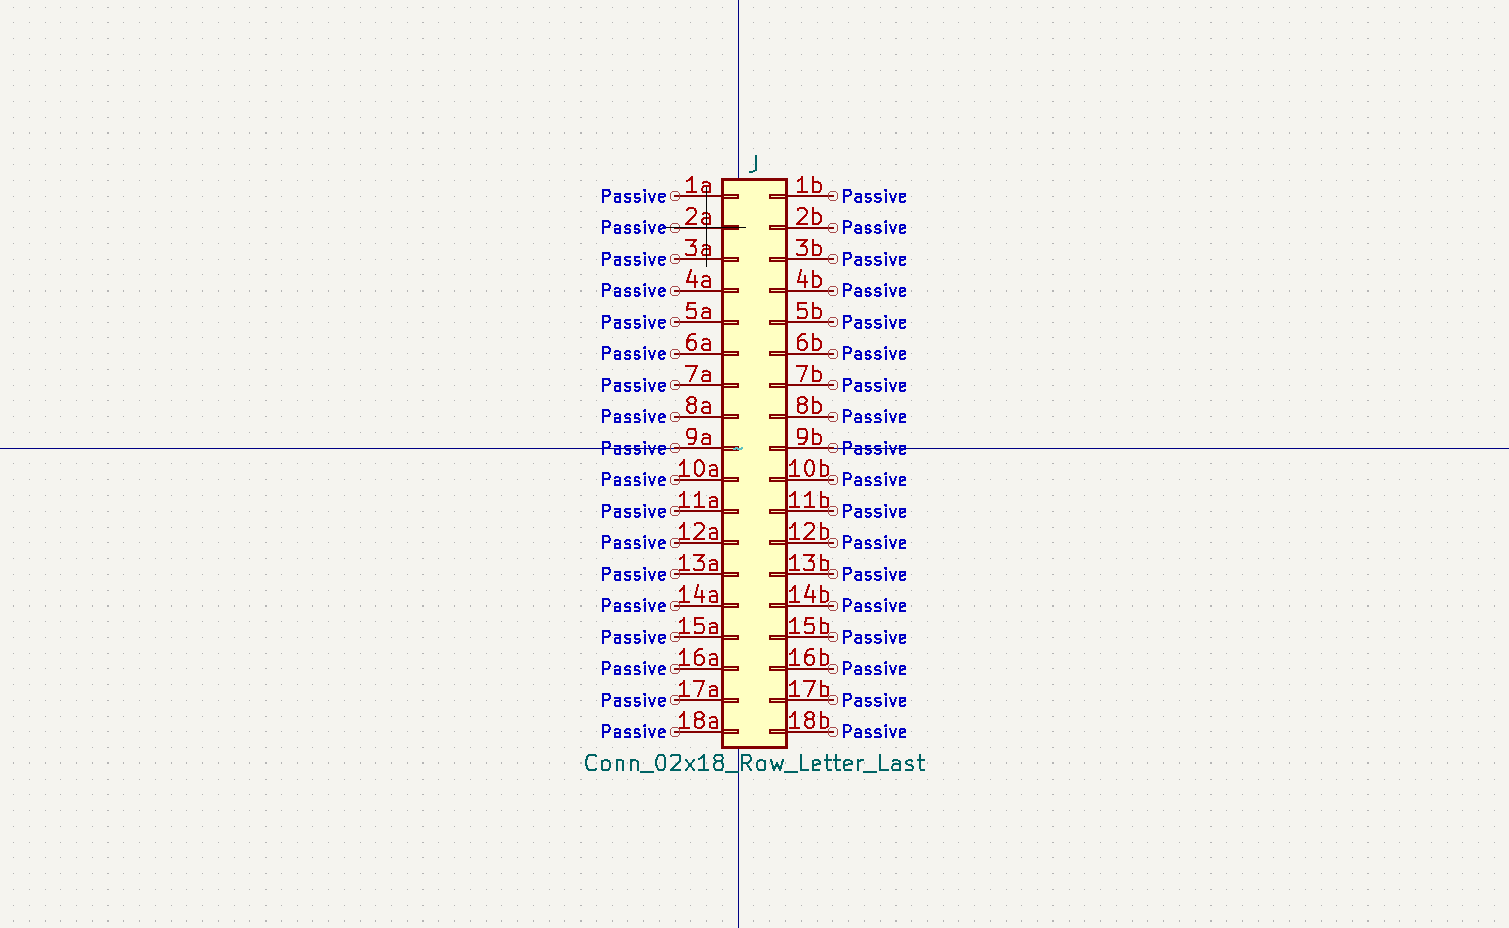 J
Passive 1a 1b Passive
Passive 2a 2b Passive
Passive 3a 3b Passive
Passive 4a 4b Passive
Passive 5a 5b Passive
Passive 6a 6b Passive
Passive 7a 7b Passive
Passive 8a 8b Passive
Passive 9a 9b Passive
Passive 10a 10b Passive
Passive 11a 11b Passive
Passive 12a 12b Passive
Passive 13a 13b Passive
Passive 14a 14b Passive
Passive 15a 15b Passive
Passive 16a 16b Passive
Passive 17a 17b Passive
Passive 18a 18b Passive
Conn_02x18_Row_Letter_Last